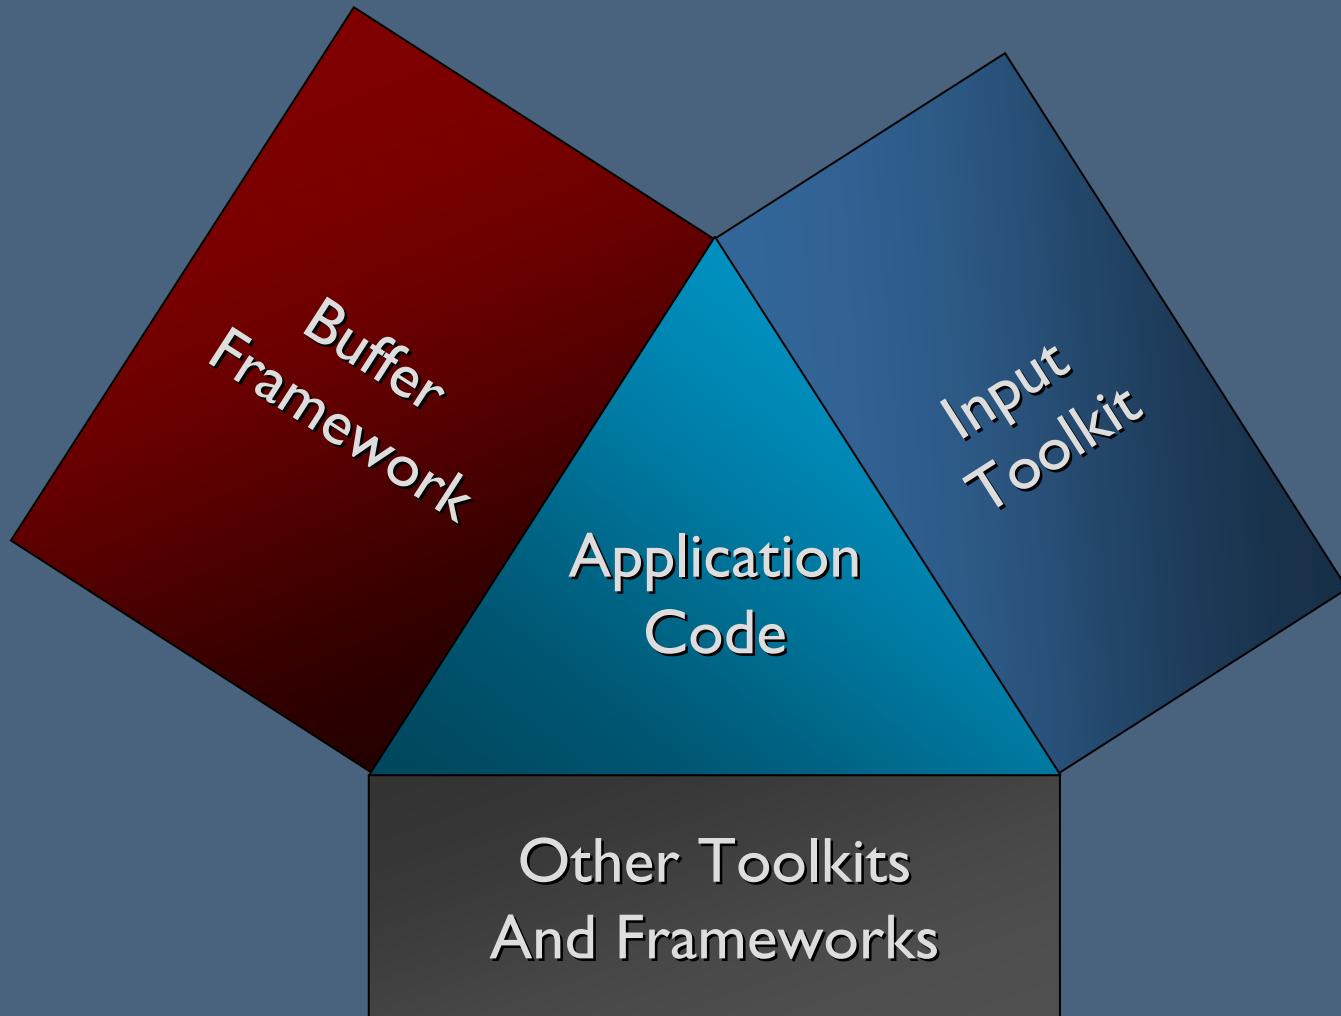 Buffer
Framework
Input
Toolkit
Application
Code
Other Toolkits
And Frameworks